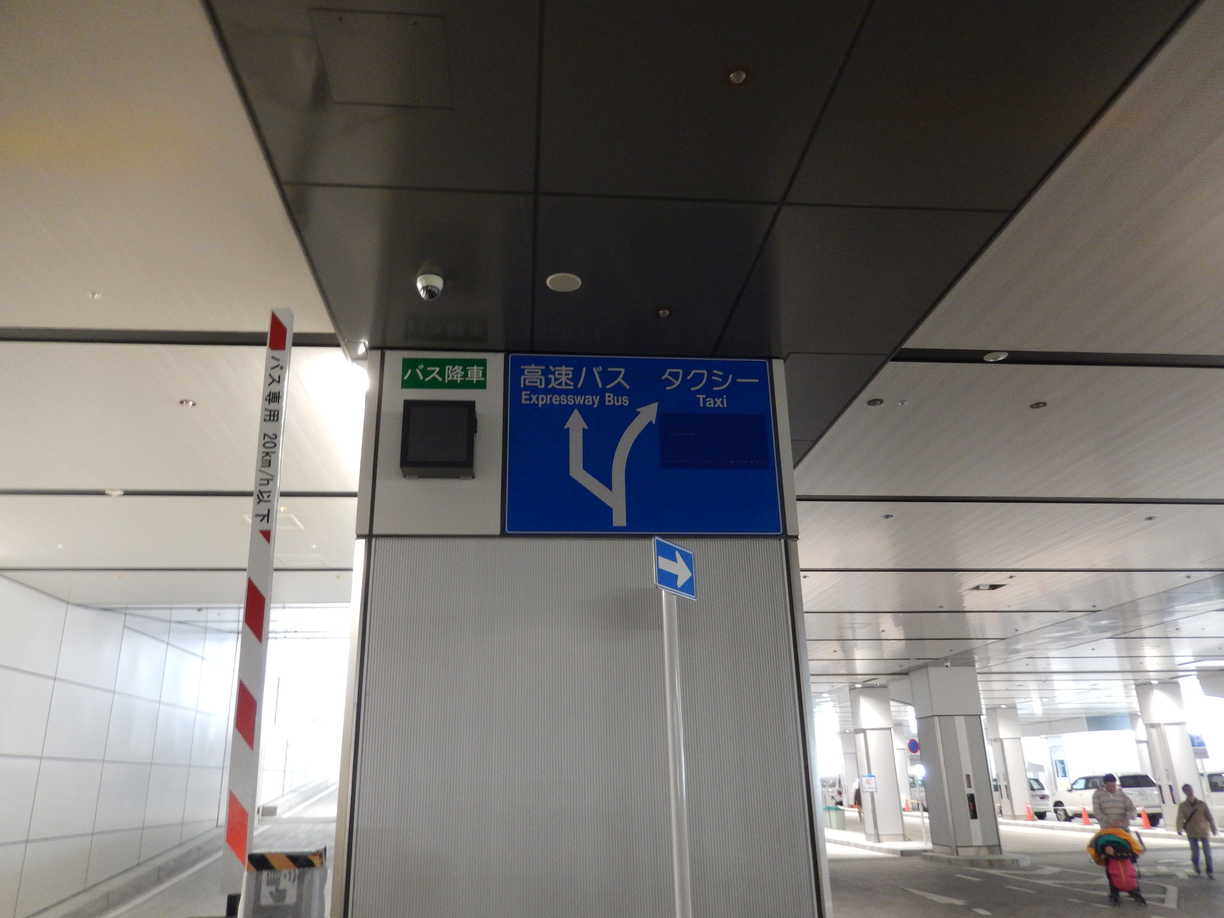 バス降車
高速バス
Expressway Bus
タクシー
Taxi
バス専用 20km/h以下